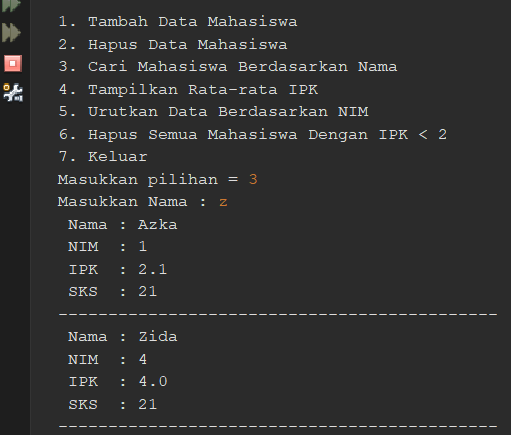 1. Tambah Data Mahasiswa
2. Hapus Data Mahasiswa
3. Cari Mahasiswa Berdasarkan Nama
4. Tampilkan Rata-rata IPK
5. Urutkan Data Berdasarkan NIM
6. Hapus Semua Mahasiswa Dengan IPK < 2
7. Keluar
Masukkan pilihan = 3
Masukkan Nama : z
Nama : Azka
NIM  : 1
IPK  : 2.1
SKS  : 21
--------------------------------------------
Nama : Zida
NIM  : 4
IPK  : 4.0
SKS  : 21
--------------------------------------------